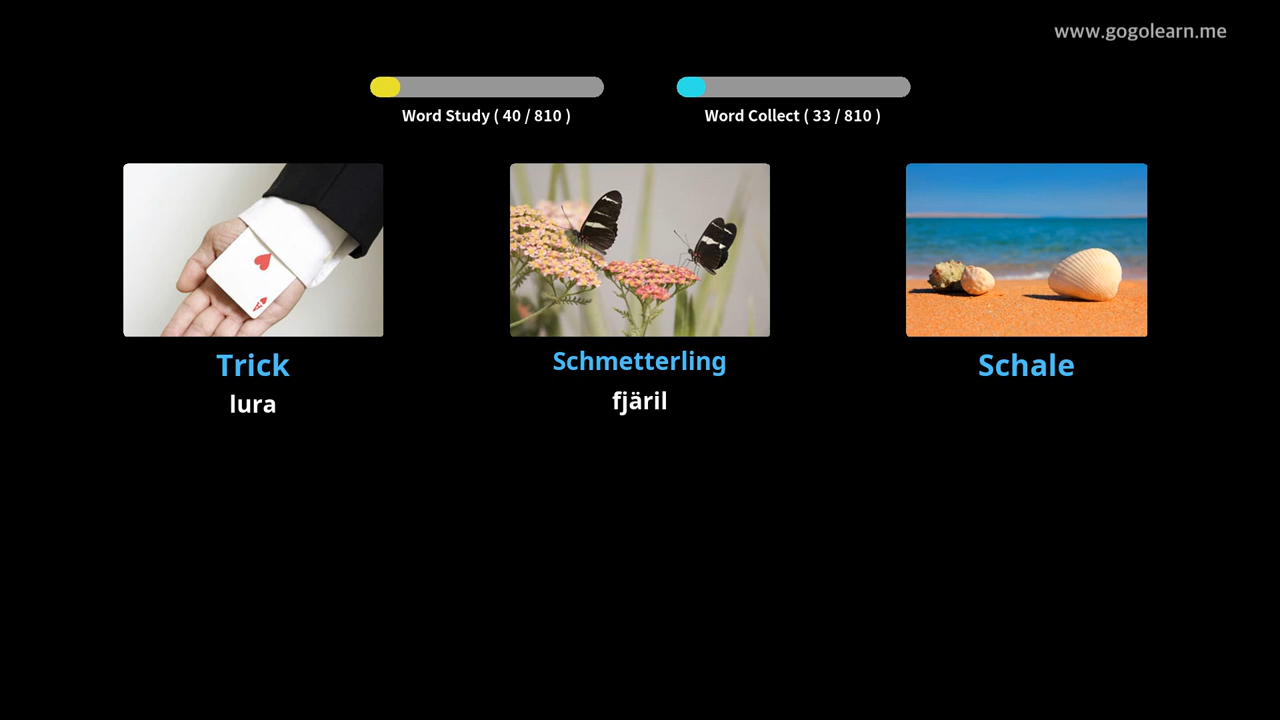 www.gogolearn.me
Word Study ( 40 / 810 )
Word Collect ( 33 / 810 )
Trick
lura
Schmetterling
fjäril
Schale